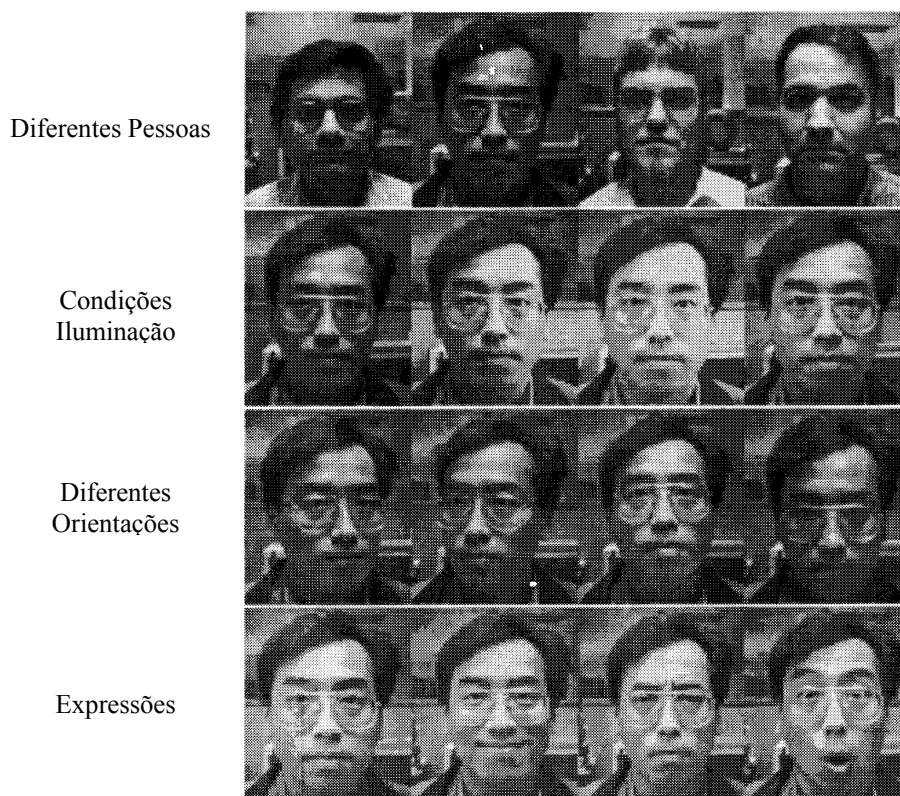 Diferentes Pessoas
Condições
Iluminação
Diferentes
Orientações
Expressões